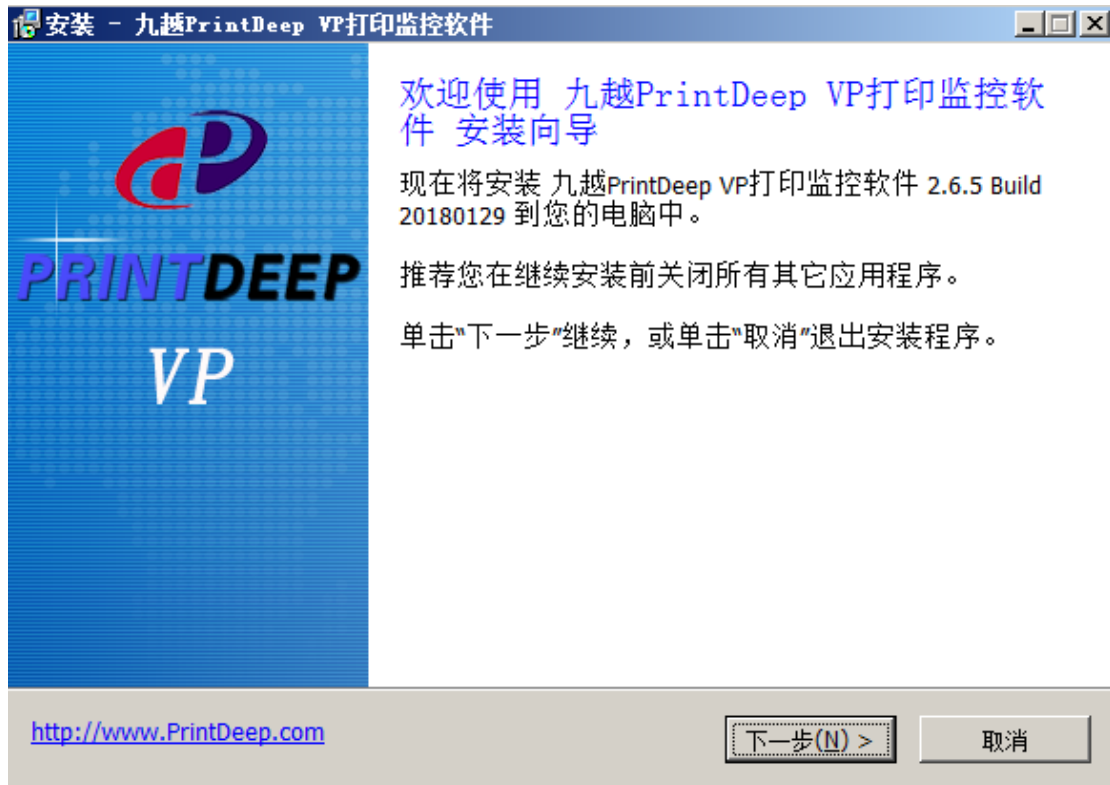 安装 - 九越PrintDeep VP打印监控软件
欢迎使用 九越PrintDeep VP打印监控软
件 安装向导
现在将安装 九越PrintDeep VP打印监控软件 2.6.5 Build
20180129 到您的电脑中。
推荐您在继续安装前关闭所有其它应用程序。
单击“下一步”继续，或单击“取消”退出安装程序。
PRINTDEEP
VP
http://www.PrintDeep.com
下一步(N) >
取消